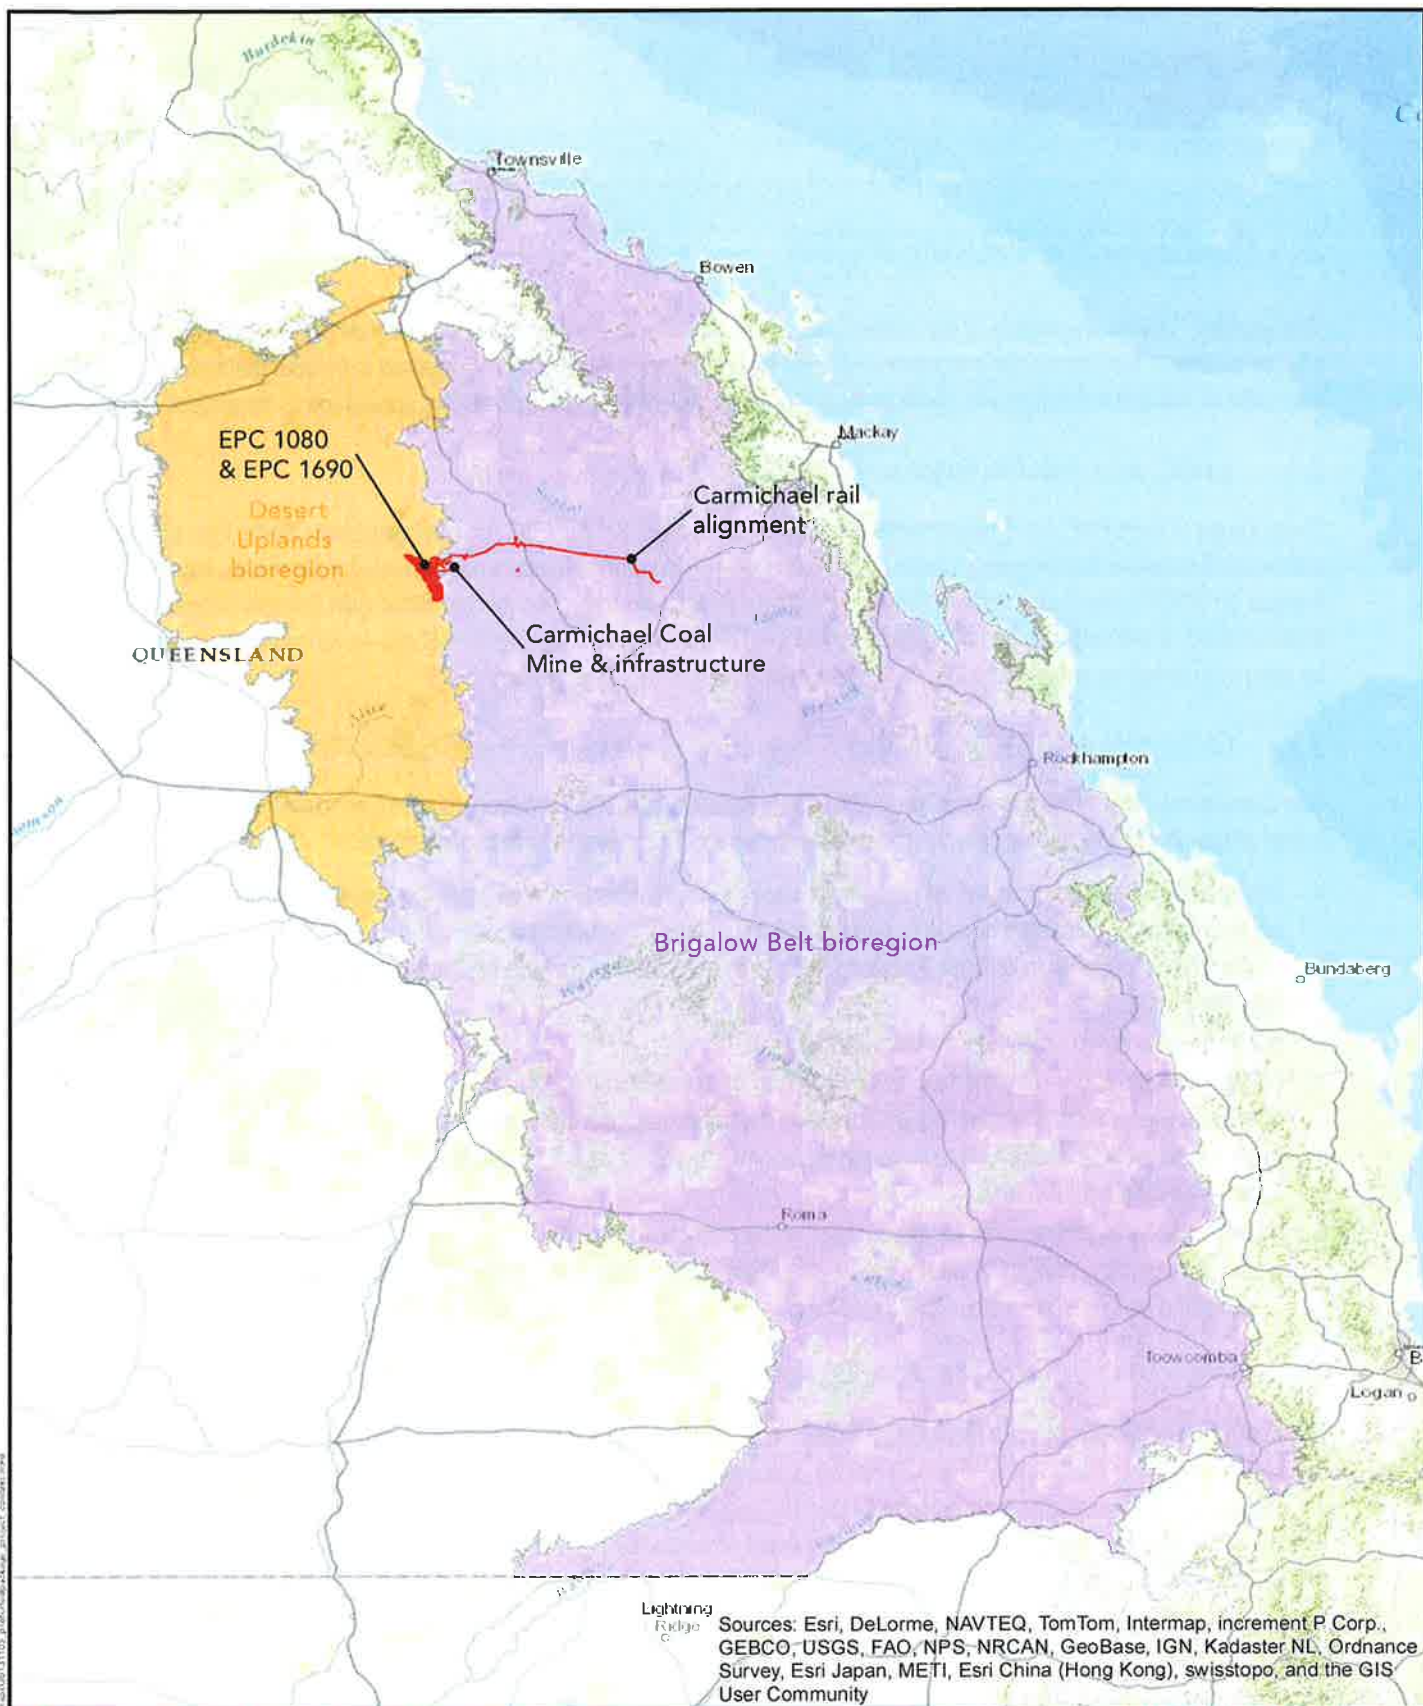 Burdekin
Townsville
Bowen
Mackay
EPC 1080
& EPC 1690
Carmichael rail
alignment
Desert
Uplands
bioregion
Carmichael Coal
Mine & infrastructure
QUEENSLAND
Alice
Rockhampton
Brigalow Belt bioregion
Bundaberg
Roma
Toowoomba
B
Logan
Lightning
Ridge
Sources: Esri, DeLorme, NAVTEQ, TomTom, Intermap, increment P Corp.,
GEBCO, USGS, FAO, NPS, NRCAN, GeoBase, IGN, Kadaster NL, Ordnance
Survey, Esri Japan, METI, Esri China (Hong Kong), swisstopo, and the GIS
User Community